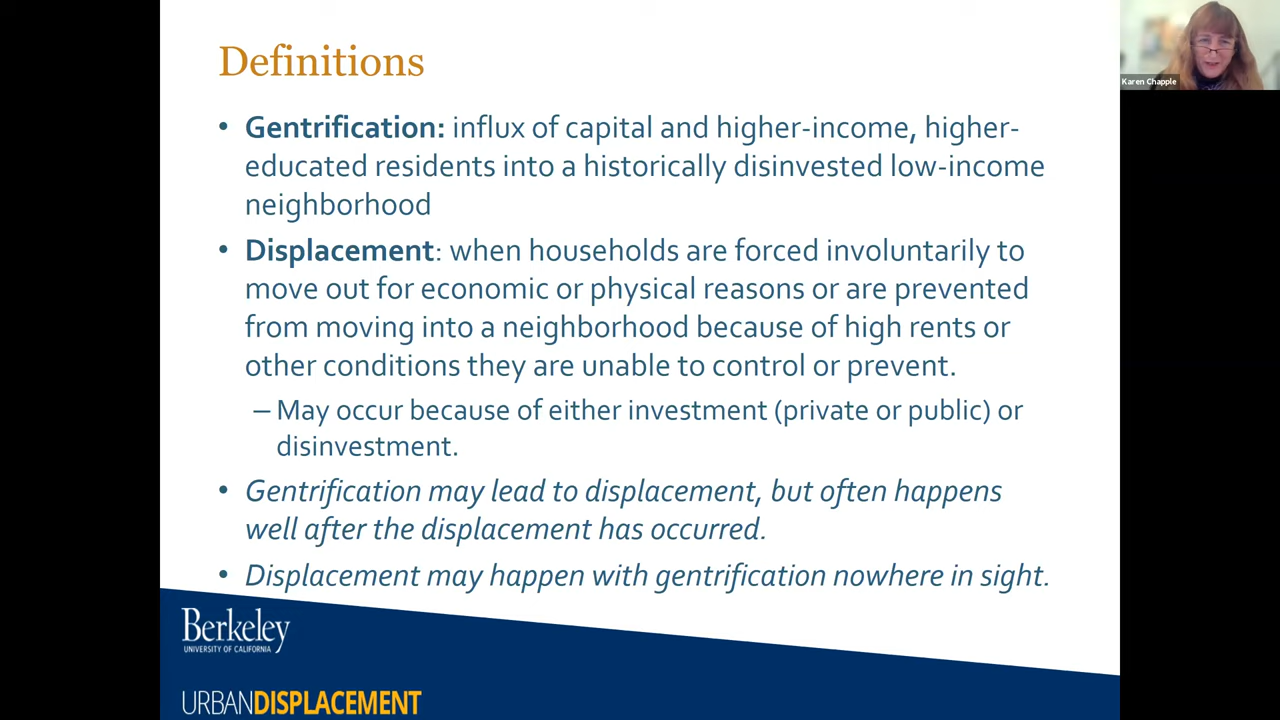 Definitions
• Gentrification: influx of capital and higher-income, higher-
educated residents into a historically disinvested low-income
neighborhood
• Displacement: when households are forced involuntarily to
move out for economic or physical reasons or are prevented
from moving into a neighborhood because of high rents or
other conditions they are unable to control or prevent.
– May occur because of either investment (private or public) or
disinvestment.
• Gentrification may lead to displacement, but often happens
well after the displacement has occurred.
• Displacement may happen with gentrification nowhere in sight.
Berkeley
UNIVERSITY OF CALIFORNIA
URBANDISPLACEMENT
Karen Chapple